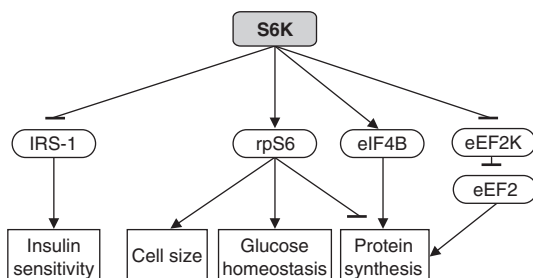 S6K
IRS-1
rpS6
eIF4B
eEF2K
eEF2
Insulin
sensitivity
Cell size
Glucose
homeostasis
Protein
synthesis